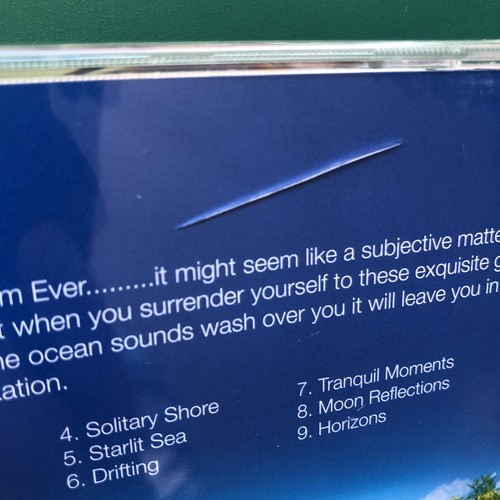 m Ever.........it might seem like a subjective matte
t when you surrender yourself to these exquisite g
he ocean sounds wash over you it will leave you in
ation.
4. Solitary Shore
5. Starlit Sea
6. Drifting
7. Tranquil Moments
8. Moon Reflections
9. Horizons